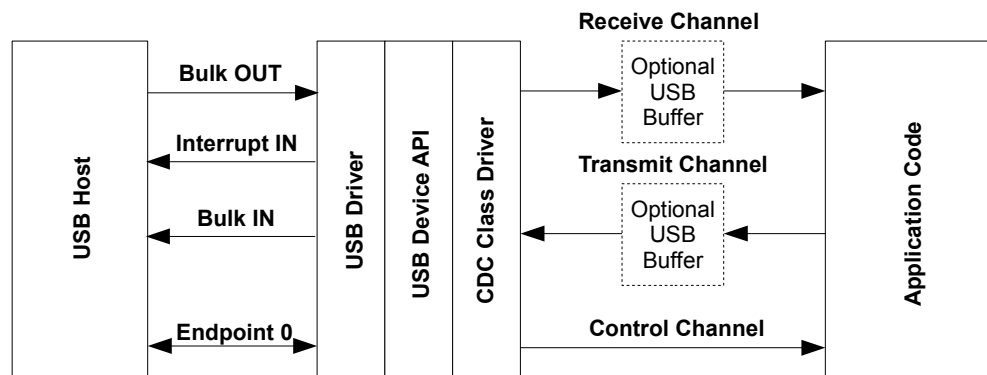 USB Host
Bulk OUT
Interrupt IN
Bulk IN
Endpoint 0
USB Driver
USB Device API
CDC Class Driver
Receive Channel
Optional
USB
Buffer
Transmit Channel
Optional
USB
Buffer
Control Channel
Application Code